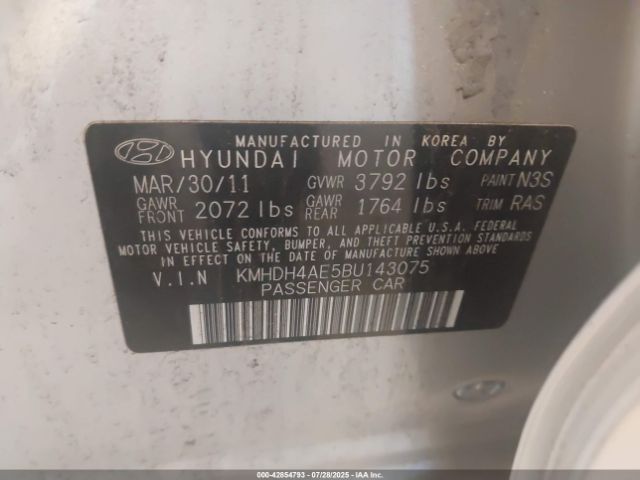 MANUFACTURED IN KOREA BY
HYUNDAI MOTOR COMPANY
MAR/30/11 GVWR 3792 lbs PAINT N3S
GAWR FRONT 2072 lbs GAWR REAR 1764 lbs TRIM RAS
THIS VEHICLE CONFORMS TO ALL APPLICABLE U.S.A. FEDERAL
MOTOR VEHICLE SAFETY, BUMPER, AND THEFT PREVENTION STANDARDS
IN EFFECT ON THE DATE OF MANUFACTURE SHOWN ABOVE.
V.I.N KMHDH4AE5BU143075
PASSENGER CAR
000-42854793 07/28/2025 IAAI.COM